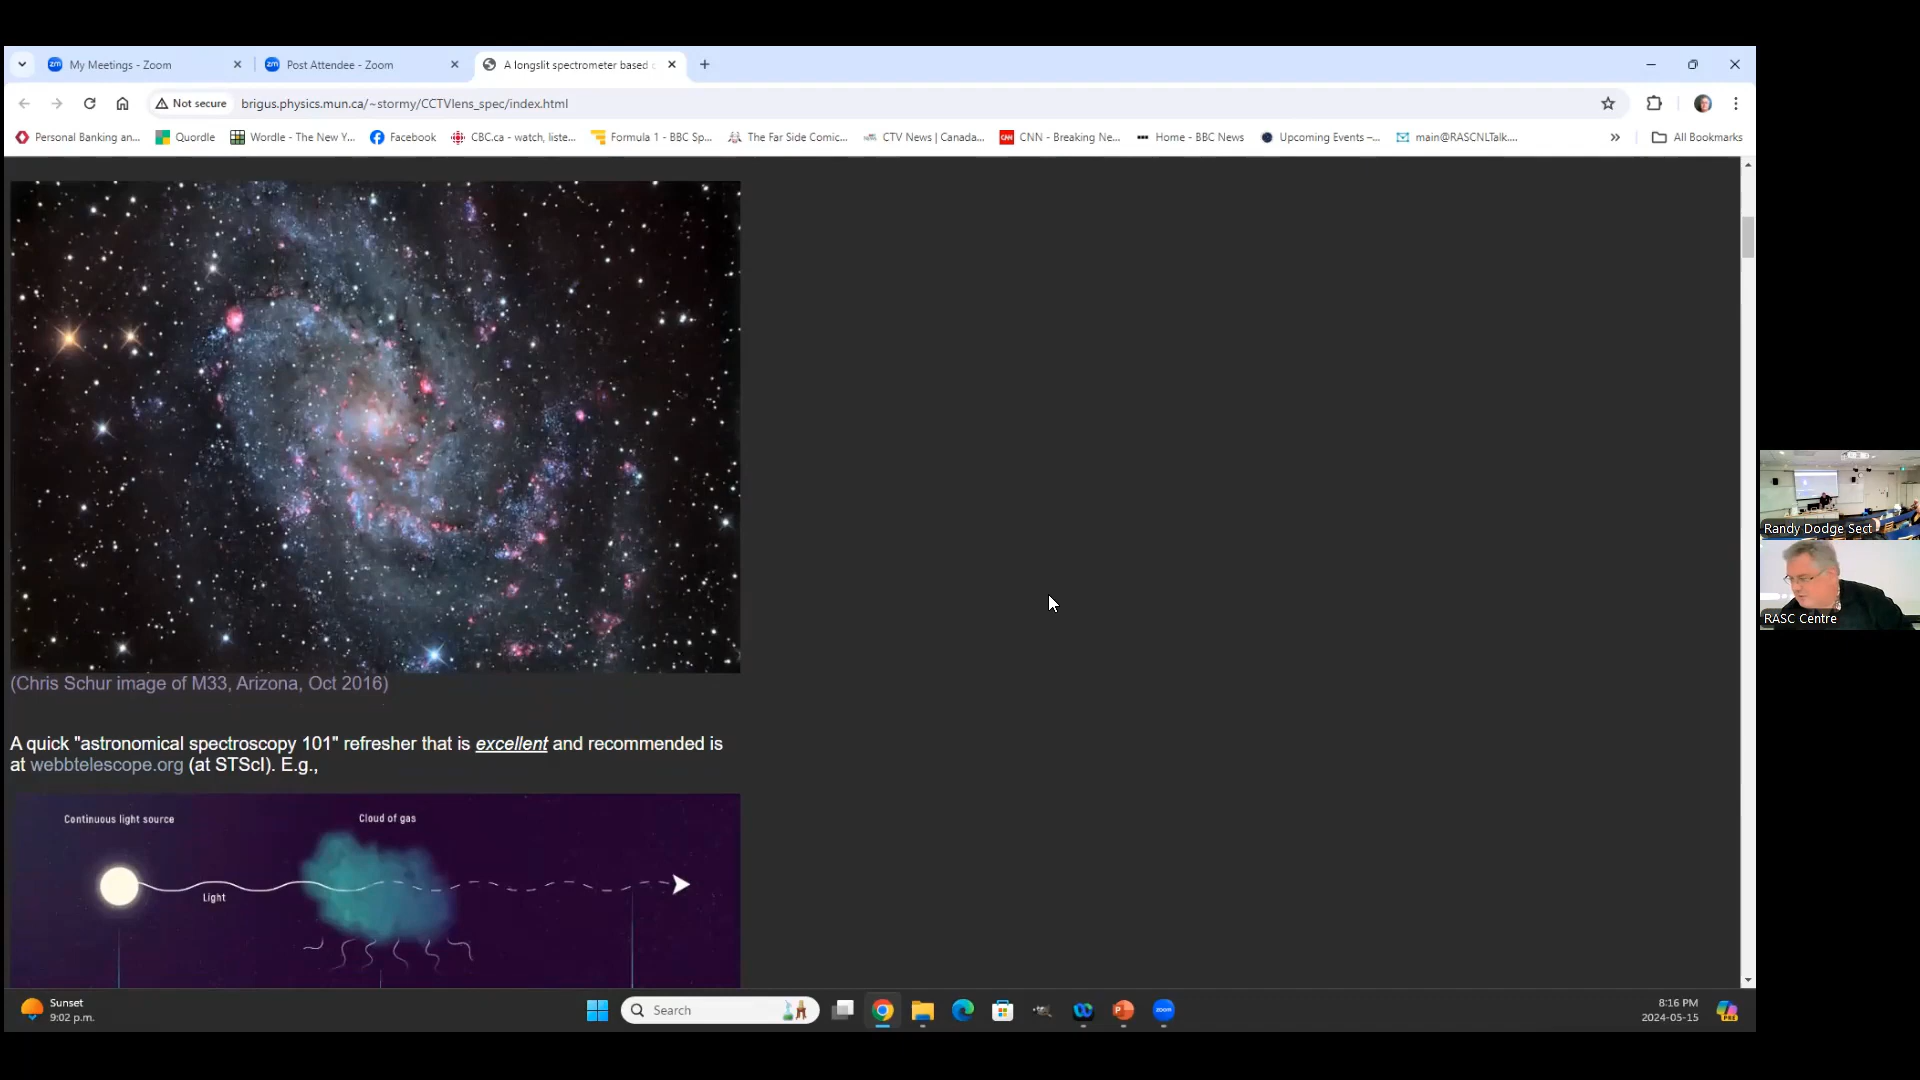 My Meetings - Zoom
Post Attendee - Zoom
A longslit spectrometer based
Not secure
brigus.physics.mun.ca/~stormy/CCTVlens_spec/index.html
Personal Banking an...
Quordle
Wordle - The New Y...
Facebook
CBC.ca - watch, liste...
Formula 1 - BBC Sp...
The Far Side Comic...
CTV News | Canada...
CNN - Breaking Ne...
Home - BBC News
Upcoming Events –...
main@RASCNLTalk....
»
All Bookmarks
(Chris Schur image of M33, Arizona, Oct 2016)
A quick "astronomical spectroscopy 101" refresher that is excellent and recommended is
at webbtelescope.org (at STScI). E.g.,
Continuous light source
Cloud of gas
Light
Randy Dodge Sect
RASC Centre
Sunset
9:02 p.m.
Search
8:16 PM
2024-05-15